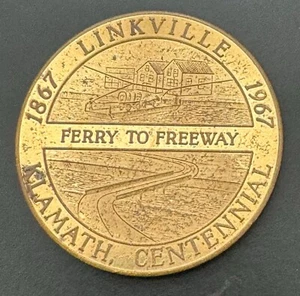 1867 LINKVILLE 1967
FERRY TO FREEWAY
KLAMATH, CENTENNIAL